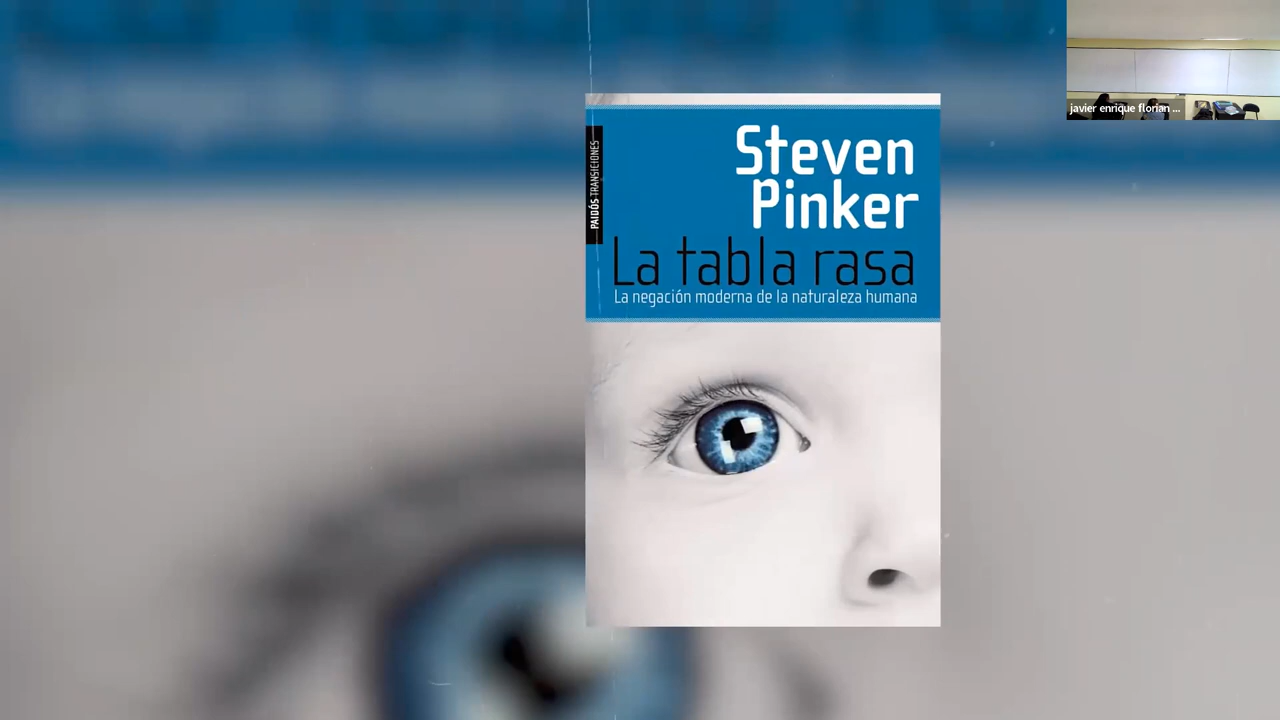 Steven
Pinker
La tabla rasa
La negación moderna de la naturaleza humana
PAIDÓS TRANSICIONES
javier enrique florian ...